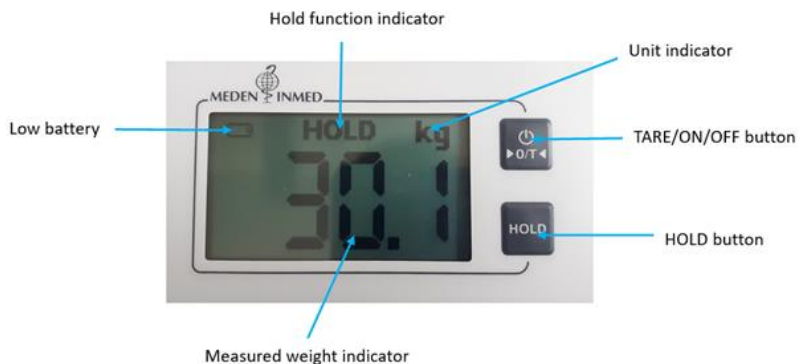 Hold function indicator
Unit indicator
MEDEN INMED
Low battery
HOLD kg
TARE/ON/OFF button
▶0/T◀
30.1
HOLD
HOLD button
Measured weight indicator